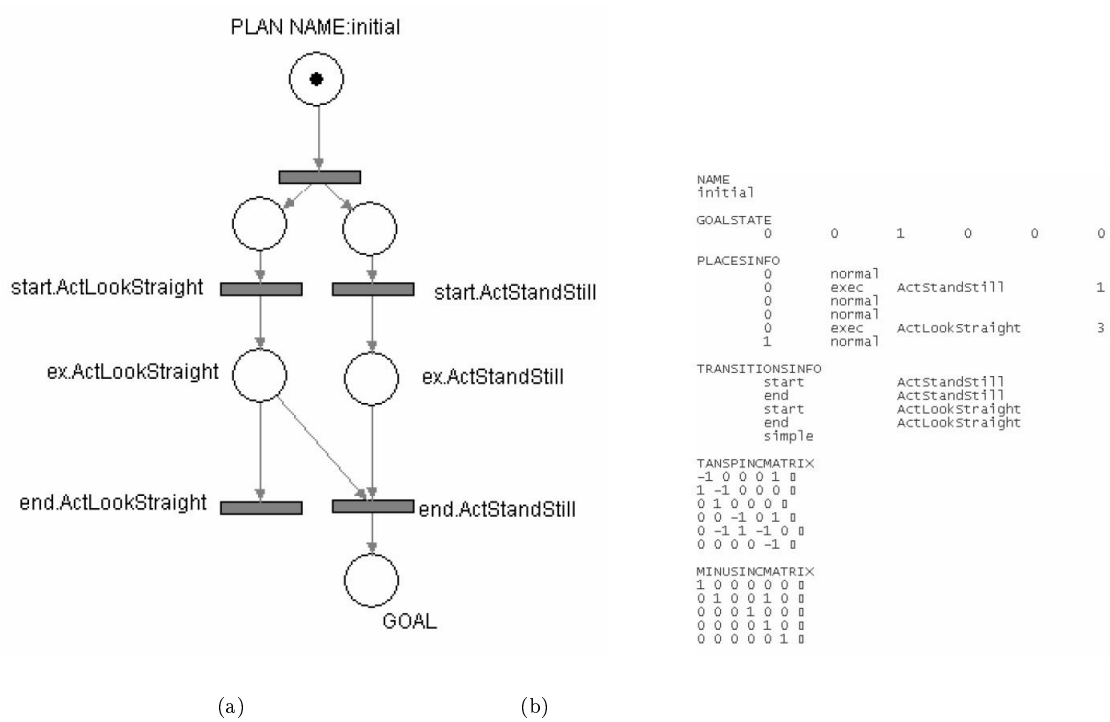 PLAN NAME:initial
start.ActLookStraight
start.ActStandStill
ex.ActLookStraight
ex.ActStandStill
end.ActLookStraight
end.ActStandStill
GOAL
NAME
initial
GOALSTATE
0 0 1 0 0 0
PLACESINFO
0 normal
0 exec ActStandStill 1
0 normal
0 normal
0 exec ActLookStraight 3
1 normal
TRANSITIONSINFO
start ActStandStill
end ActStandStill
start ActLookStraight
end ActLookStraight
simple
TANSPINCMATRIX
-1 0 0 0 1 ▯
1 -1 0 0 0 ▯
0 1 0 0 0 ▯
0 0 -1 0 1 ▯
0 -1 1 -1 0 ▯
0 0 0 0 -1 ▯
MINUSINCMATRIX
1 0 0 0 0 0 ▯
0 1 0 0 1 0 ▯
0 0 0 1 0 0 ▯
0 0 0 0 1 0 ▯
0 0 0 0 0 1 ▯
(a) (b)